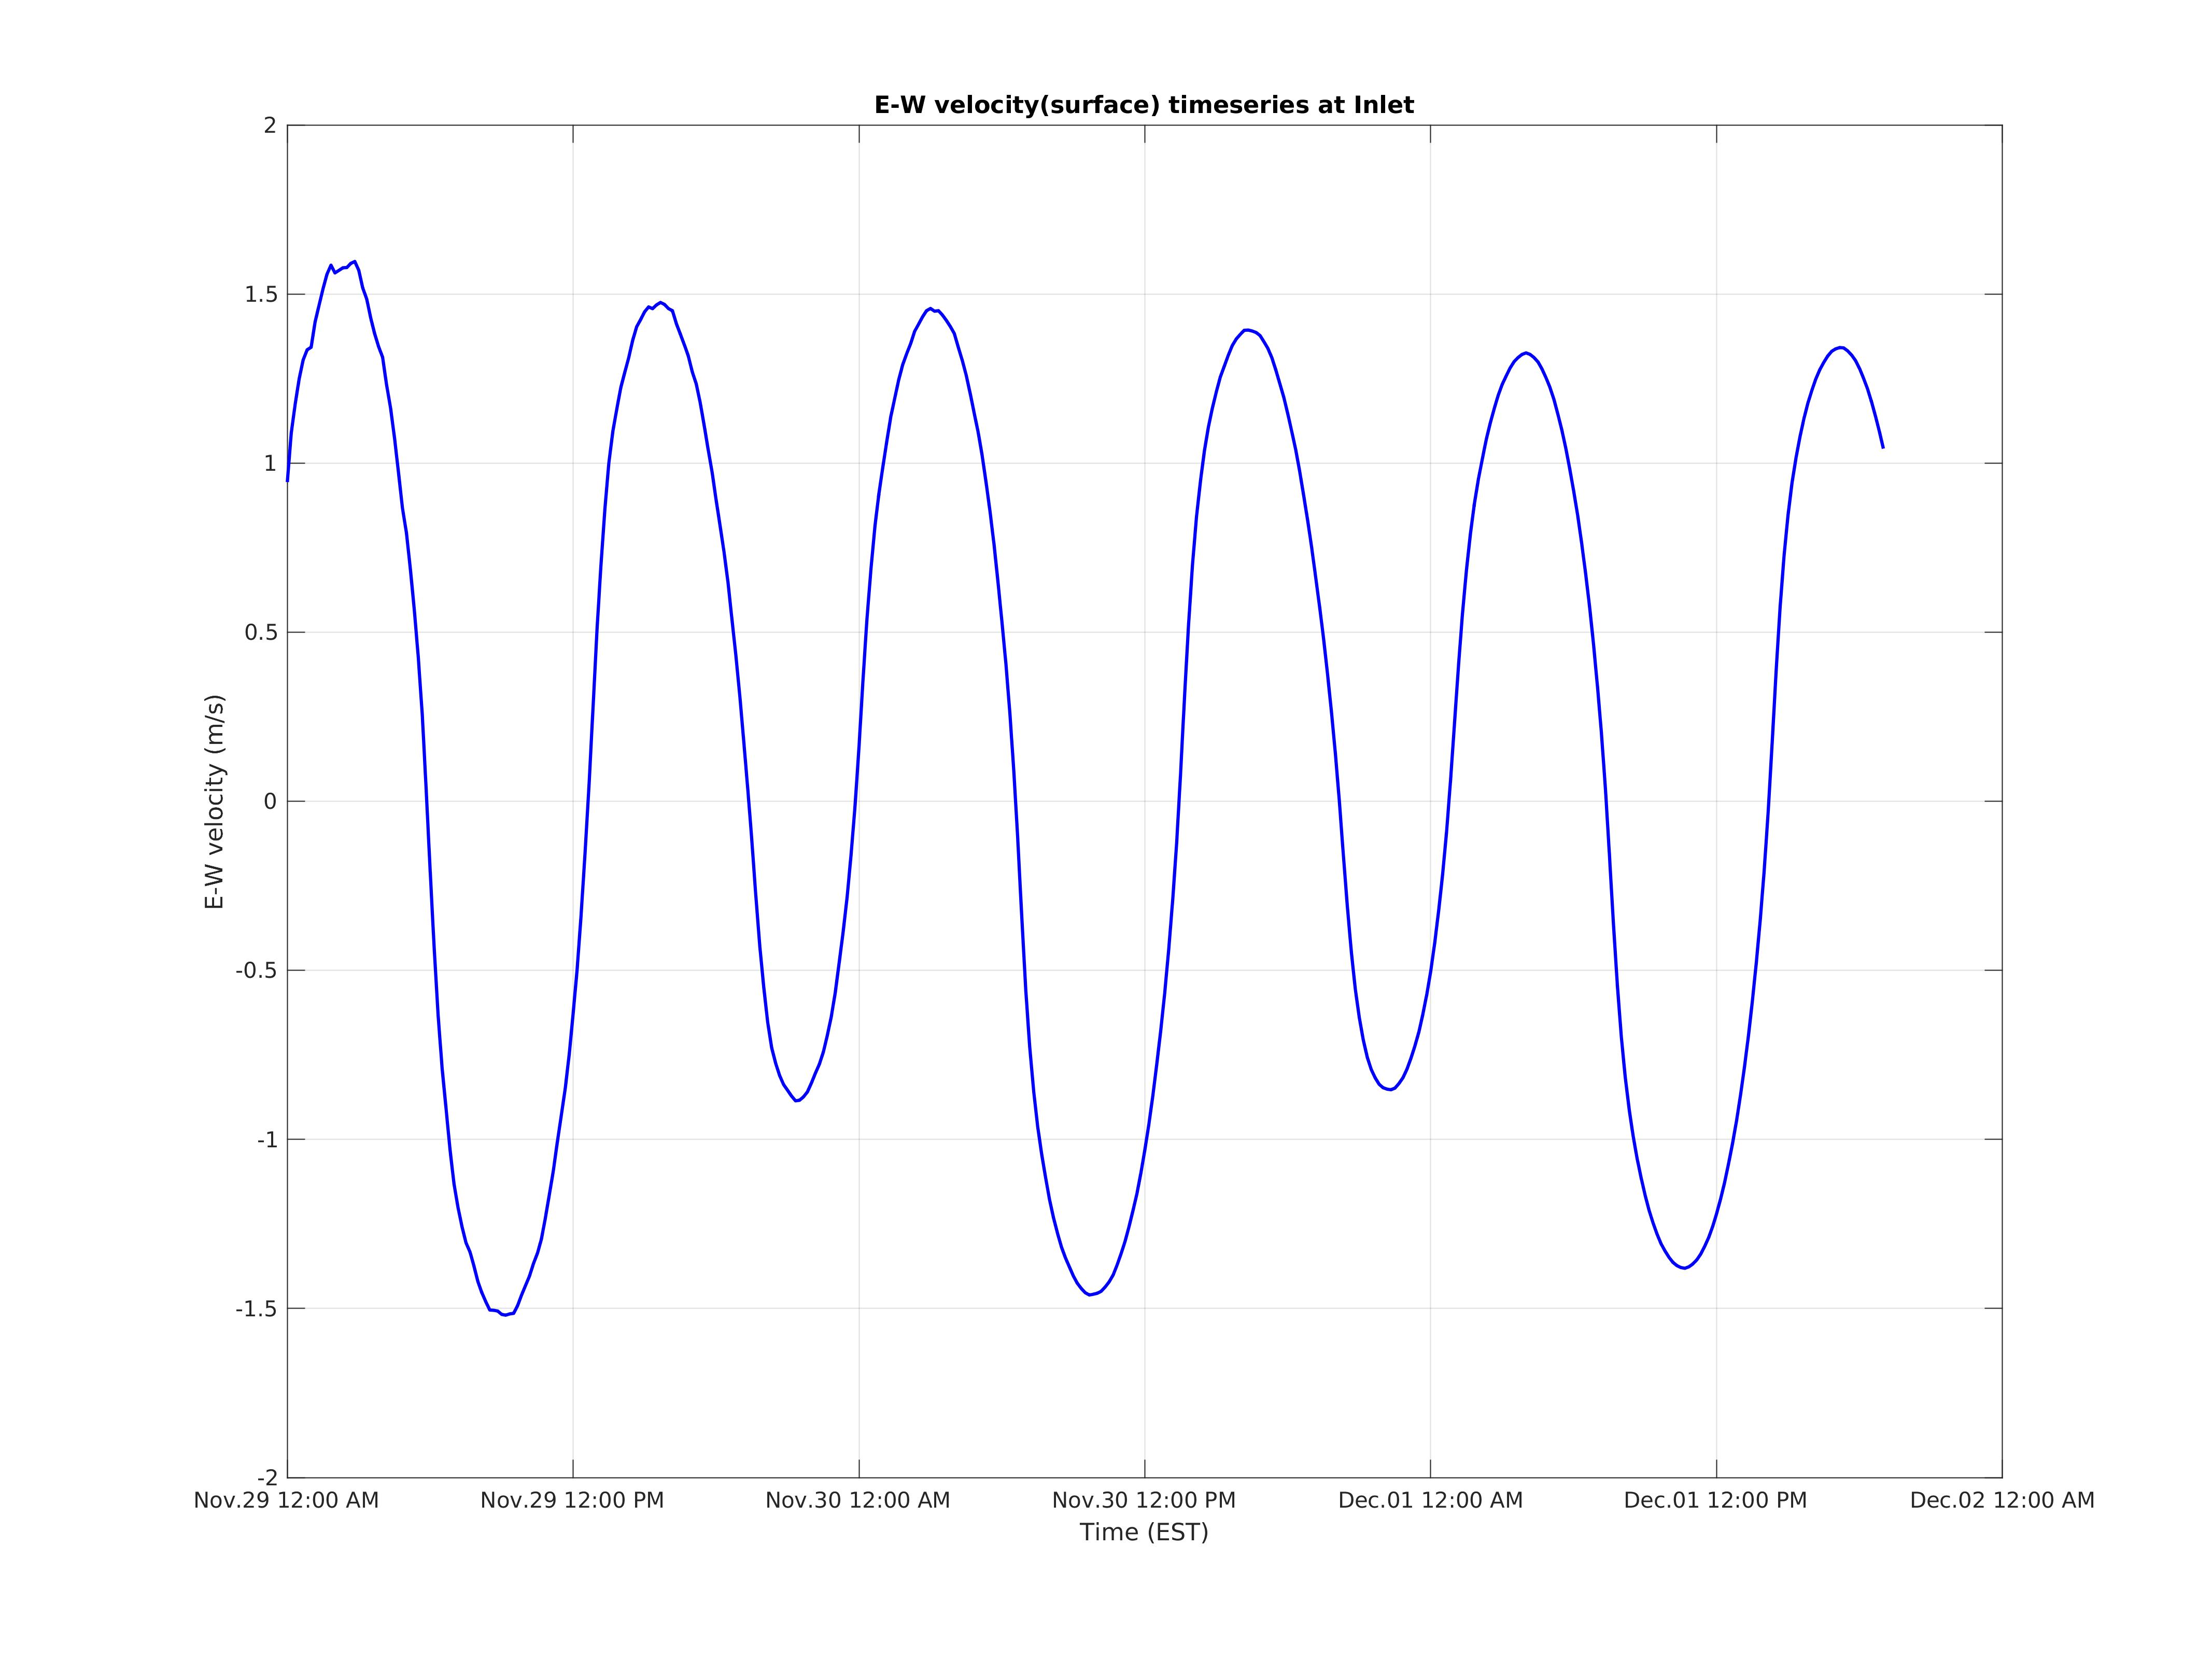 E-W velocity(surface) timeseries at Inlet
2
1.5
1
0.5
0
-0.5
-1
-1.5
-2
E-W velocity (m/s)
Nov.29 12:00 AM Nov.29 12:00 PM Nov.30 12:00 AM Nov.30 12:00 PM Dec.01 12:00 AM Dec.01 12:00 PM Dec.02 12:00 AM
Time (EST)